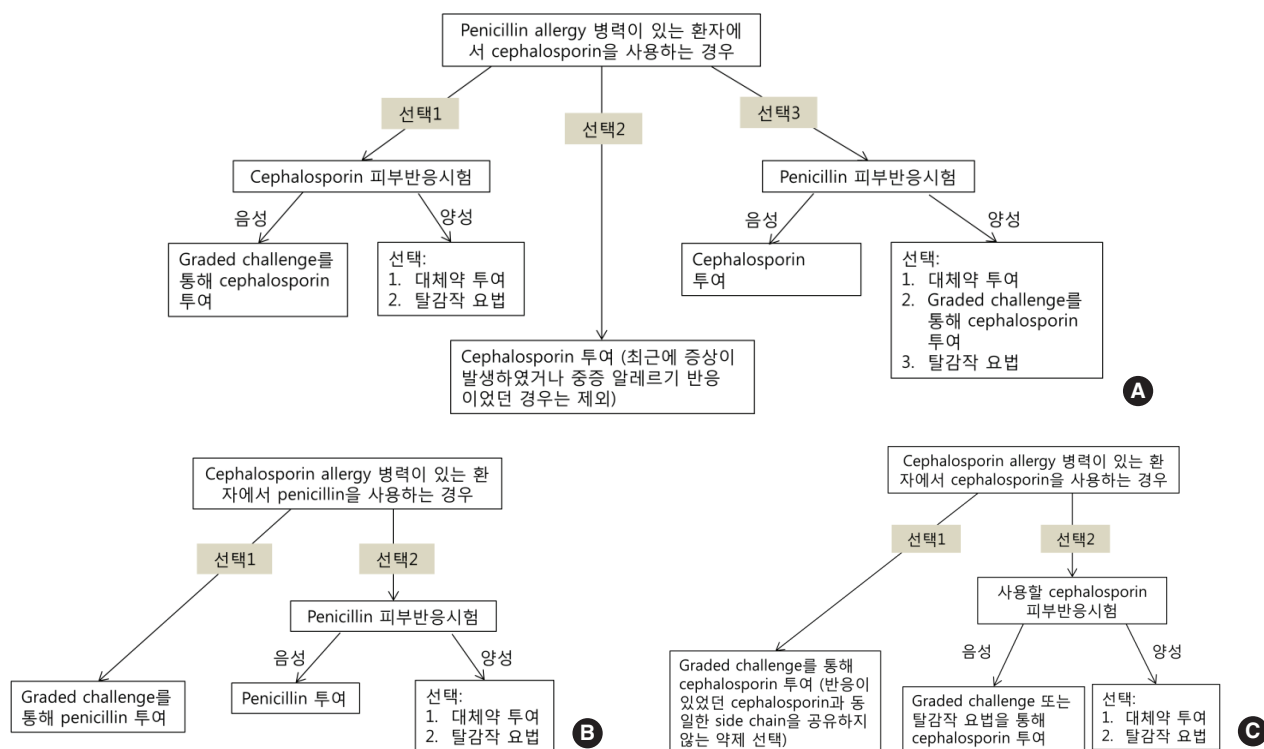 Penicillin allergy 병력이 있는 환자에
서 cephalosporin을 사용하는 경우
선택1
선택2
선택3
Cephalosporin 피부반응시험
Penicillin 피부반응시험
음성
양성
음성
양성
Graded challenge를
통해 cephalosporin
투여
선택:
1. 대체약 투여
2. 탈감작 요법
Cephalosporin
투여
선택:
1. 대체약 투여
2. Graded challenge를
통해 cephalosporin
투여
3. 탈감작 요법
Cephalosporin 투여 (최근에 증상이
발생하였거나 중증 알레르기 반응
이었던 경우는 제외)
A
Cephalosporin allergy 병력이 있는 환
자에서 penicillin을 사용하는 경우
선택1
선택2
Penicillin 피부반응시험
음성
양성
Graded challenge를
통해 penicillin 투여
Penicillin 투여
선택:
1. 대체약 투여
2. 탈감작 요법
B
Cephalosporin allergy 병력이 있는 환
자에서 cephalosporin을 사용하는 경우
선택1
선택2
사용할 cephalosporin
피부반응시험
음성
양성
Graded challenge를 통해
cephalosporin 투여 (반응이
있었던 cephalosporin과 동
일한 side chain을 공유하지
않는 약제 선택)
Graded challenge 또는
탈감작 요법을 통해
cephalosporin 투여
선택:
1. 대체약 투여
2. 탈감작 요법
C